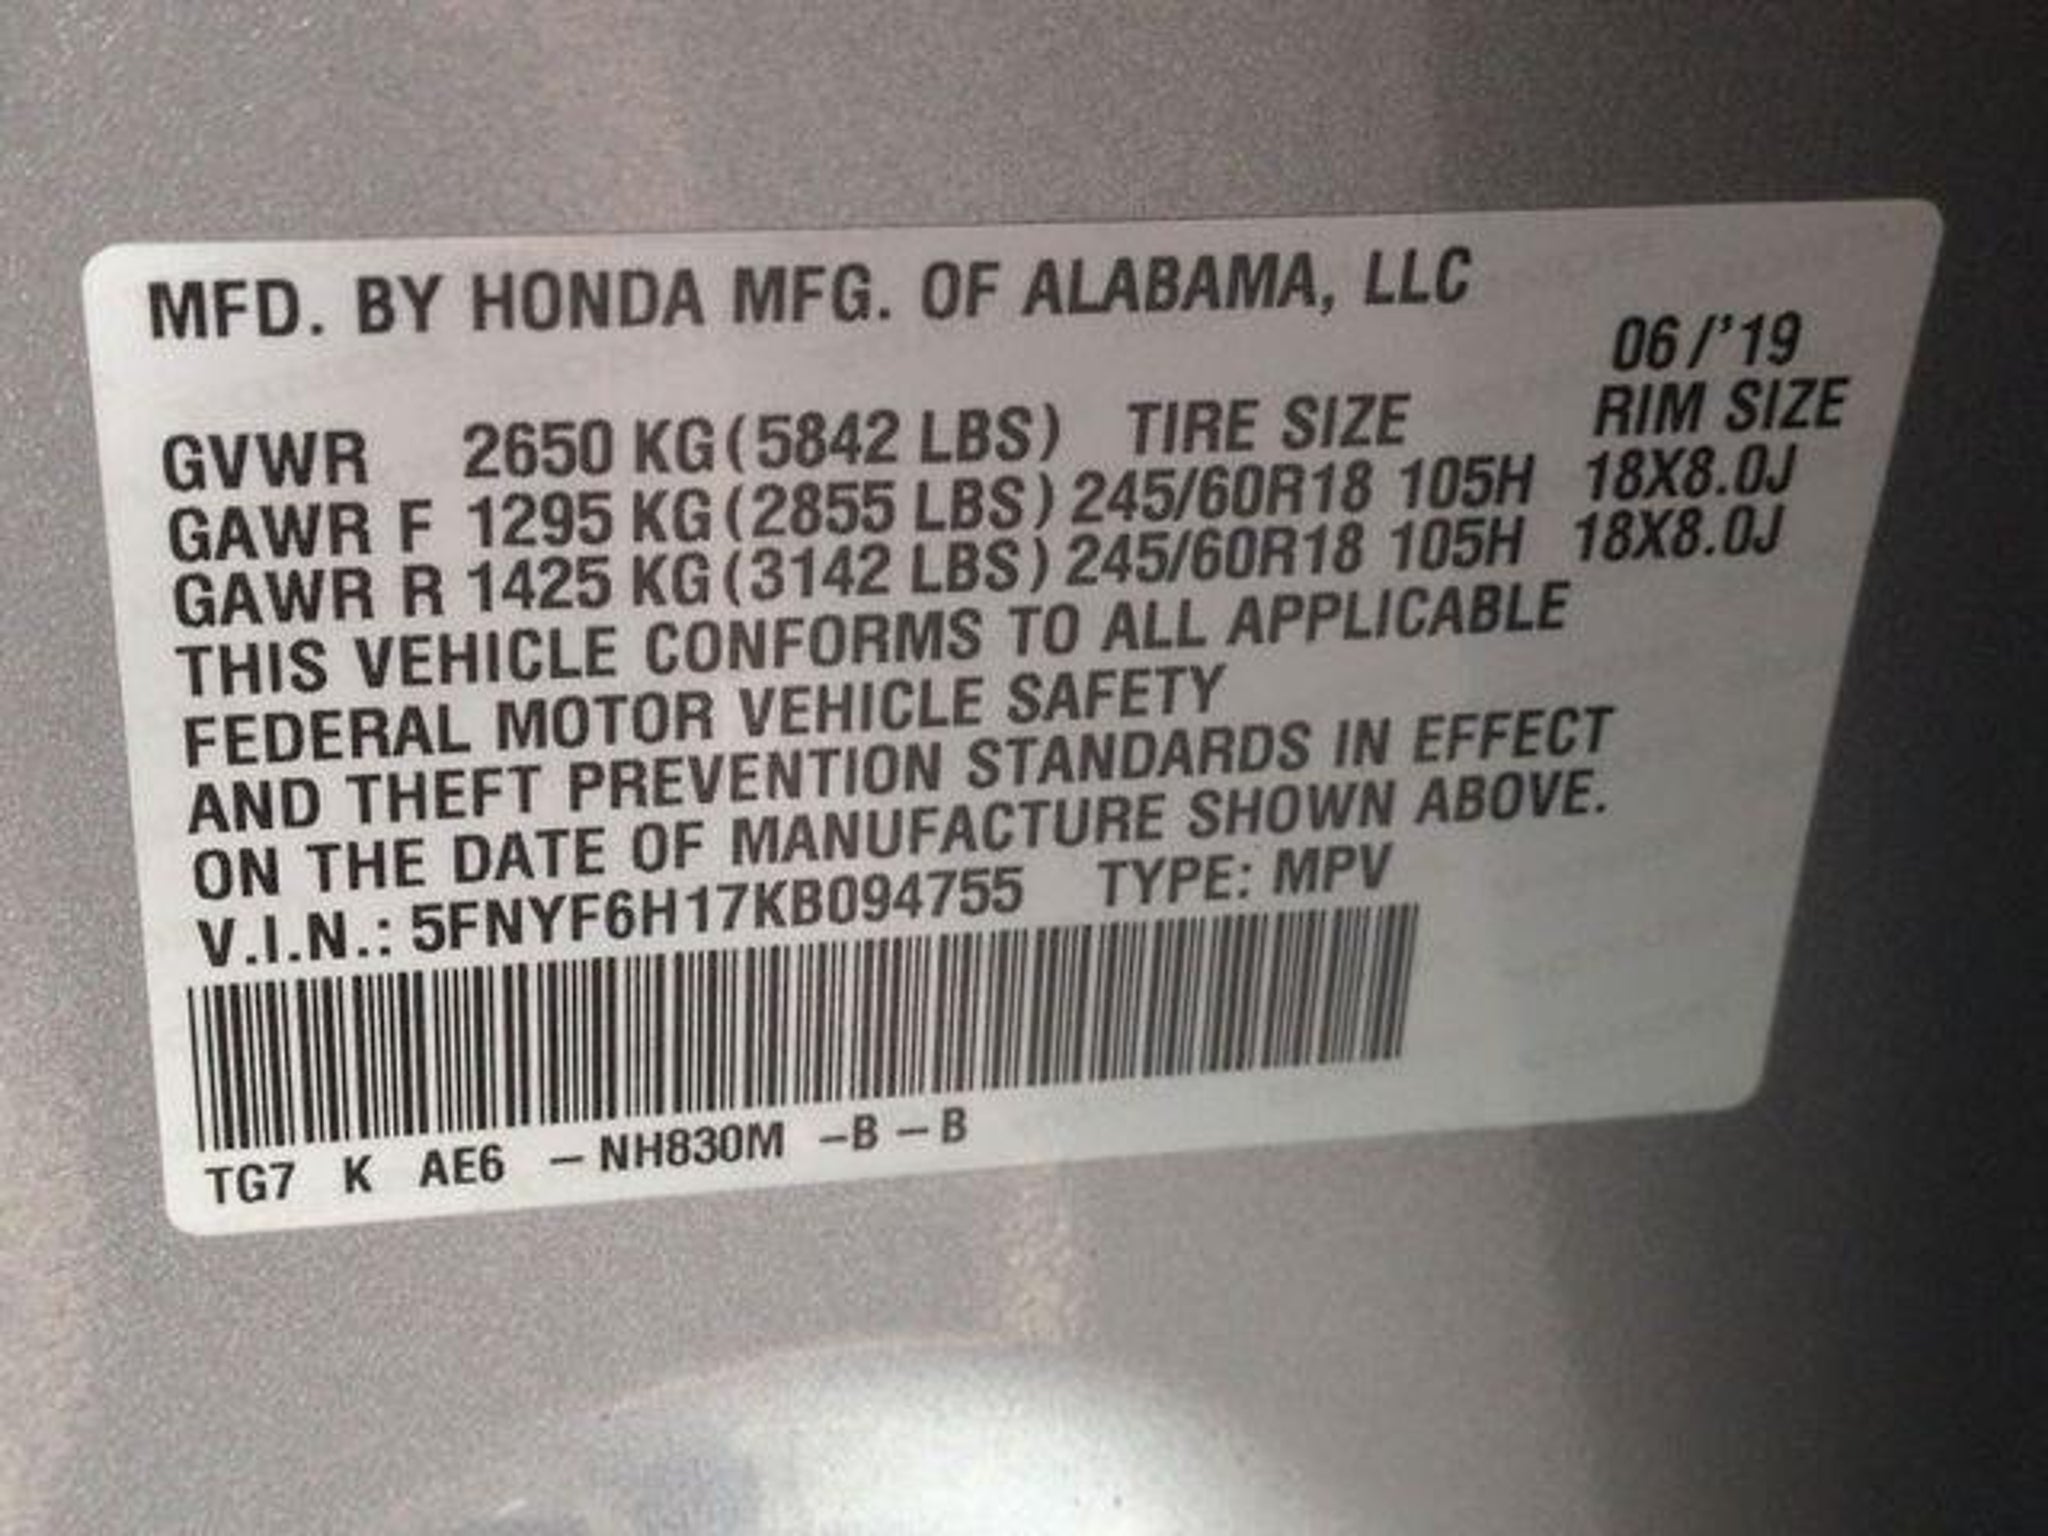 MFD. BY HONDA MFG. OF ALABAMA, LLC
06/'19
GVWR 2650 KG (5842 LBS) TIRE SIZE RIM SIZE
GAWR F 1295 KG (2855 LBS) 245/60R18 105H 18X8.0J
GAWR R 1425 KG (3142 LBS) 245/60R18 105H 18X8.0J
THIS VEHICLE CONFORMS TO ALL APPLICABLE
FEDERAL MOTOR VEHICLE SAFETY
AND THEFT PREVENTION STANDARDS IN EFFECT
ON THE DATE OF MANUFACTURE SHOWN ABOVE.
V.I.N.: 5FNYF6H17KB094755 TYPE: MPV
TG7 K AE6 – NH830M –B – B